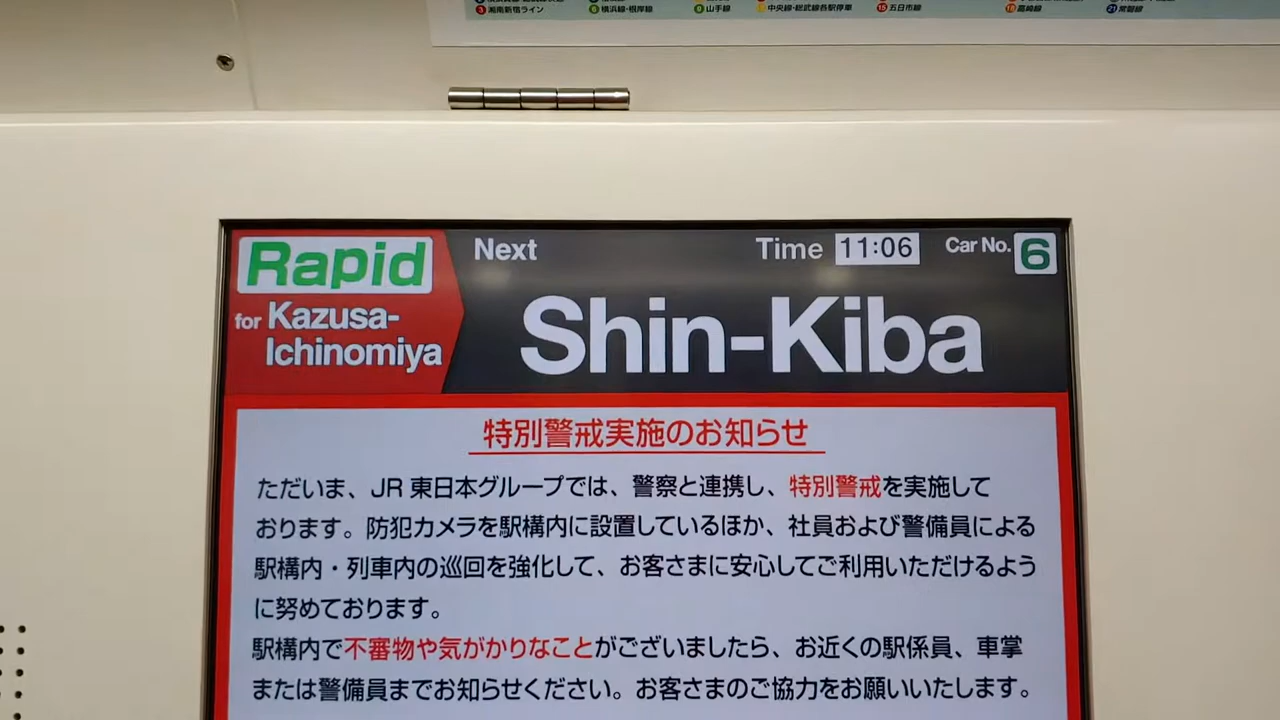 3 湘南新宿ライン 6 横浜線・根岸線 9 山手線 中央線・総武線各駅停車 15 五日市線 18 高崎線 21 常磐線
Rapid
for Kazusa-
Ichinomiya
Next
Time 11:06
Car No. 6
Shin-Kiba
特別警戒実施のお知らせ
ただいま、JR 東日本グループでは、警察と連携し、特別警戒を実施して
おります。防犯カメラを駅構内に設置しているほか、社員および警備員による
駅構内・列車内の巡回を強化して、お客さまに安心してご利用いただけるよう
に努めております。
駅構内で不審物や気がかりなことがございましたら、お近くの駅係員、車掌
または警備員までお知らせください。お客さまのご協力をお願いいたします。